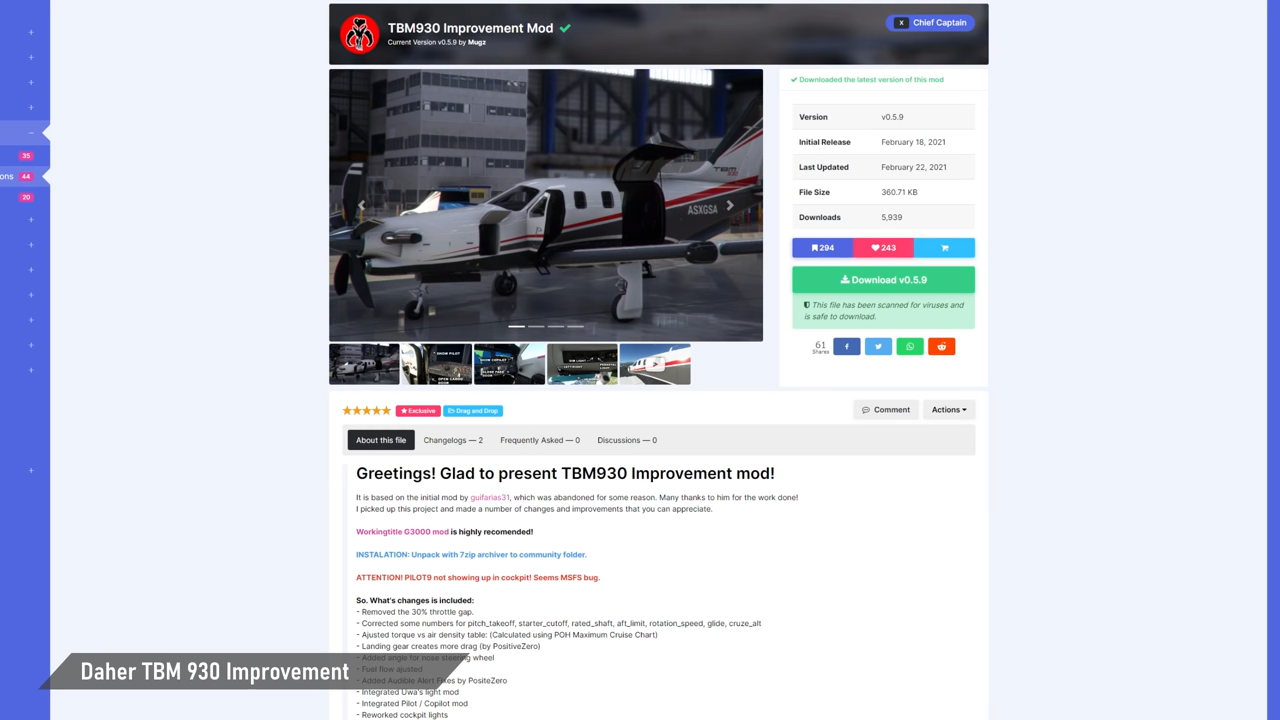 TBM930 Improvement Mod
Current Version v0.5.9 by Mugz
X Chief Captain
35
ons 44
20
TBM
ASXGSA
Downloaded the latest version of this mod
Version v0.5.9
Initial Release February 18, 2021
Last Updated February 22, 2021
File Size 360.71 KB
Downloads 5,939
294 243
Download v0.5.9
This file has been scanned for viruses and
is safe to download.
61
Shares
SHOW PILOT
OPEN CARGO
DOOR
SHOW COPILOT
Exclusive Drag and Drop
Comment Actions
About this file Changelogs — 2 Frequently Asked — 0 Discussions — 0
Greetings! Glad to present TBM930 Improvement mod!
It is based on the initial mod by guifarias31, which was abandoned for some reason. Many thanks to him for the work done!
I picked up this project and made a number of changes and improvements that you can appreciate.
Workingtitle G3000 mod is highly recomended!
INSTALATION: Unpack with 7zip archiver to community folder.
ATTENTION! PILOT9 not showing up in cockpit! Seems MSFS bug.
So. What's changes is included:
- Removed the 30% throttle gap.
- Corrected some numbers for pitch_takeoff, starter_cutoff, rated_shaft, aft_limit, rotation_speed, glide, cruze_alt
- Ajusted torque vs air density table: (Calculated using POH Maximum Cruise Chart)
- Landing gear creates more drag (by PositiveZero)
- Added angle for nose steering wheel
- Fuel flow ajusted
- Added Audible Alert Fixes by PositeZero
- Integrated Uwa's light mod
- Integrated Pilot / Copilot mod
- Reworked cockpit lights
Daher TBM 930 Improvement